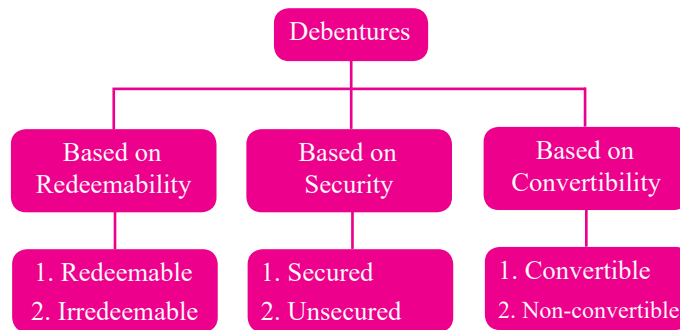 Debentures
Based on
Redeemability
Based on
Security
Based on
Convertibility
1. Redeemable
2. Irredeemable
1. Secured
2. Unsecured
1. Convertible
2. Non-convertible